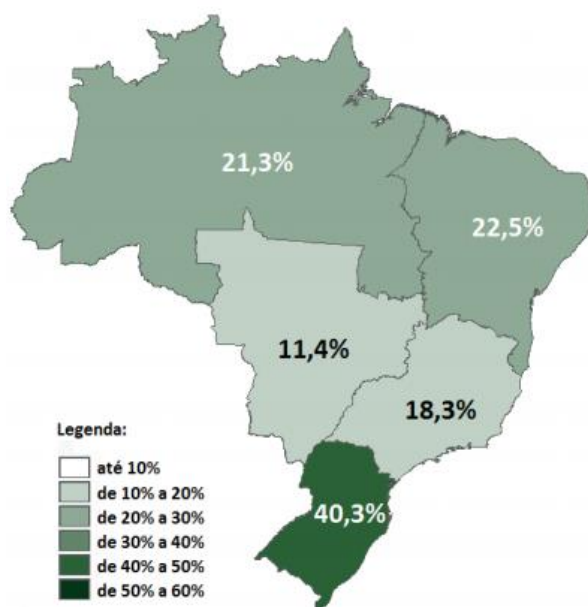 21,3%
22,5%
11,4%
18,3%
40,3%
Legenda:
até 10%
de 10% a 20%
de 20% a 30%
de 30% a 40%
de 40% a 50%
de 50% a 60%